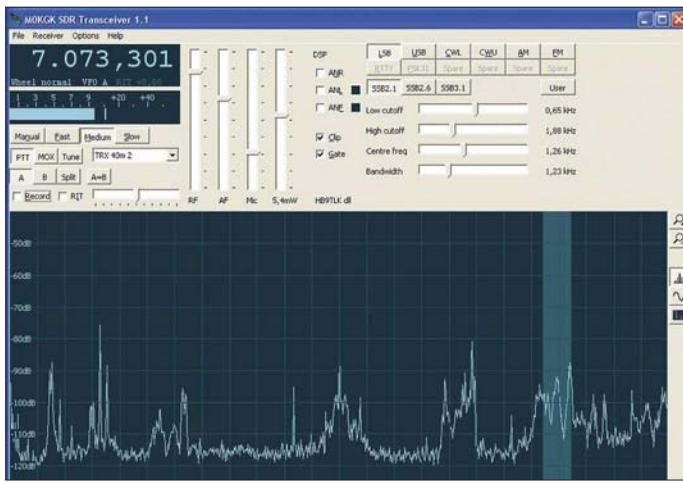 M0KGK SDR Transceiver 1.1
File Receiver Options Help
7.073,301
Wheel normal VFO A RIT +0,00
1 3 5 7 9 +20 +40
Manual Fast Medium Slow
PTT MOX Tune TRX 40m 2
A B Split A=B
Record RIT
RF AF Mic 5,4mW
DSP
ANR
ANL
ANF
Clip
Gate
HB9TLK dll
LSB USB CWL CWU AM FM
RTTY PSK31 Spare Spare Spare Spare
SSB2.1 SSB2.6 SSB3.1 User
Low cutoff 0,65 kHz
High cutoff 1,88 kHz
Centre freq 1,26 kHz
Bandwidth 1,23 kHz
-50dB
-60dB
-70dB
-80dB
-90dB
-100dB
-110dB
-120dB